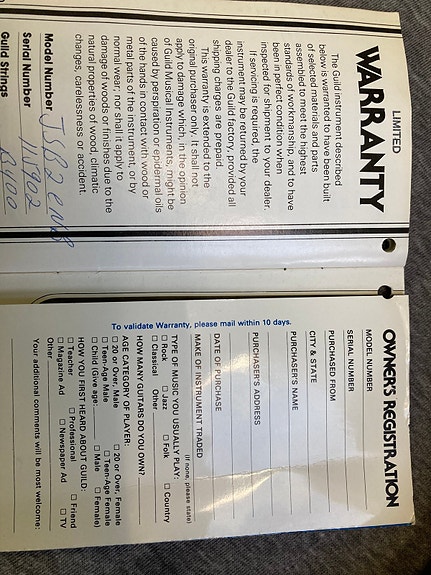 LIMITED
WARRANTY
The Guild instrument described
below is warranted to have been built
of selected materials and parts
assembled to meet the highest
standards of workmanship, and to have
been in perfect condition when
inspected for shipment to your dealer.
If servicing is required, the
instrument may be returned by your
dealer to the Guild factory, provided all
shipping charges are prepaid.
This warranty is extended to the
original purchaser only. It shall not
apply to damage which, in the opinion
of Guild Musical Instruments, might be
caused by perspiration or epidermal oils
of the hands in contact with wood or
metal parts of the instrument, or by
normal wear; nor shall it apply to
damage of woods or finishes due to the
natural properties of wood, climatic
changes, carelessness or accident.
Model Number
Serial Number
Guild Strings
OWNER'S REGISTRATION
MODEL NUMBER
SERIAL NUMBER
PURCHASED FROM
CITY & STATE
PURCHASER'S NAME
PURCHASER'S ADDRESS
DATE OF PURCHASE
MAKE OF INSTRUMENT TRADED
(If none, please state)
TYPE OF MUSIC YOU USUALLY PLAY:
□ Rock □ Jazz □ Folk □ Country
□ Classical Other
HOW MANY GUITARS DO YOU OWN?
AGE CATEGORY OF PLAYER:
□ 20 or Over, Male □ 20 or Over, Female
□ Teen-Age Male □ Teen-Age Female
□ Child (Give age: □ Male □ Female)
HOW YOU FIRST HEARD ABOUT GUILD:
□ Teacher □ Professional □ Friend
□ Magazine Ad □ Newspaper Ad □ TV
Other
Your additional comments will be most welcome:
To validate Warranty, please mail within 10 days.